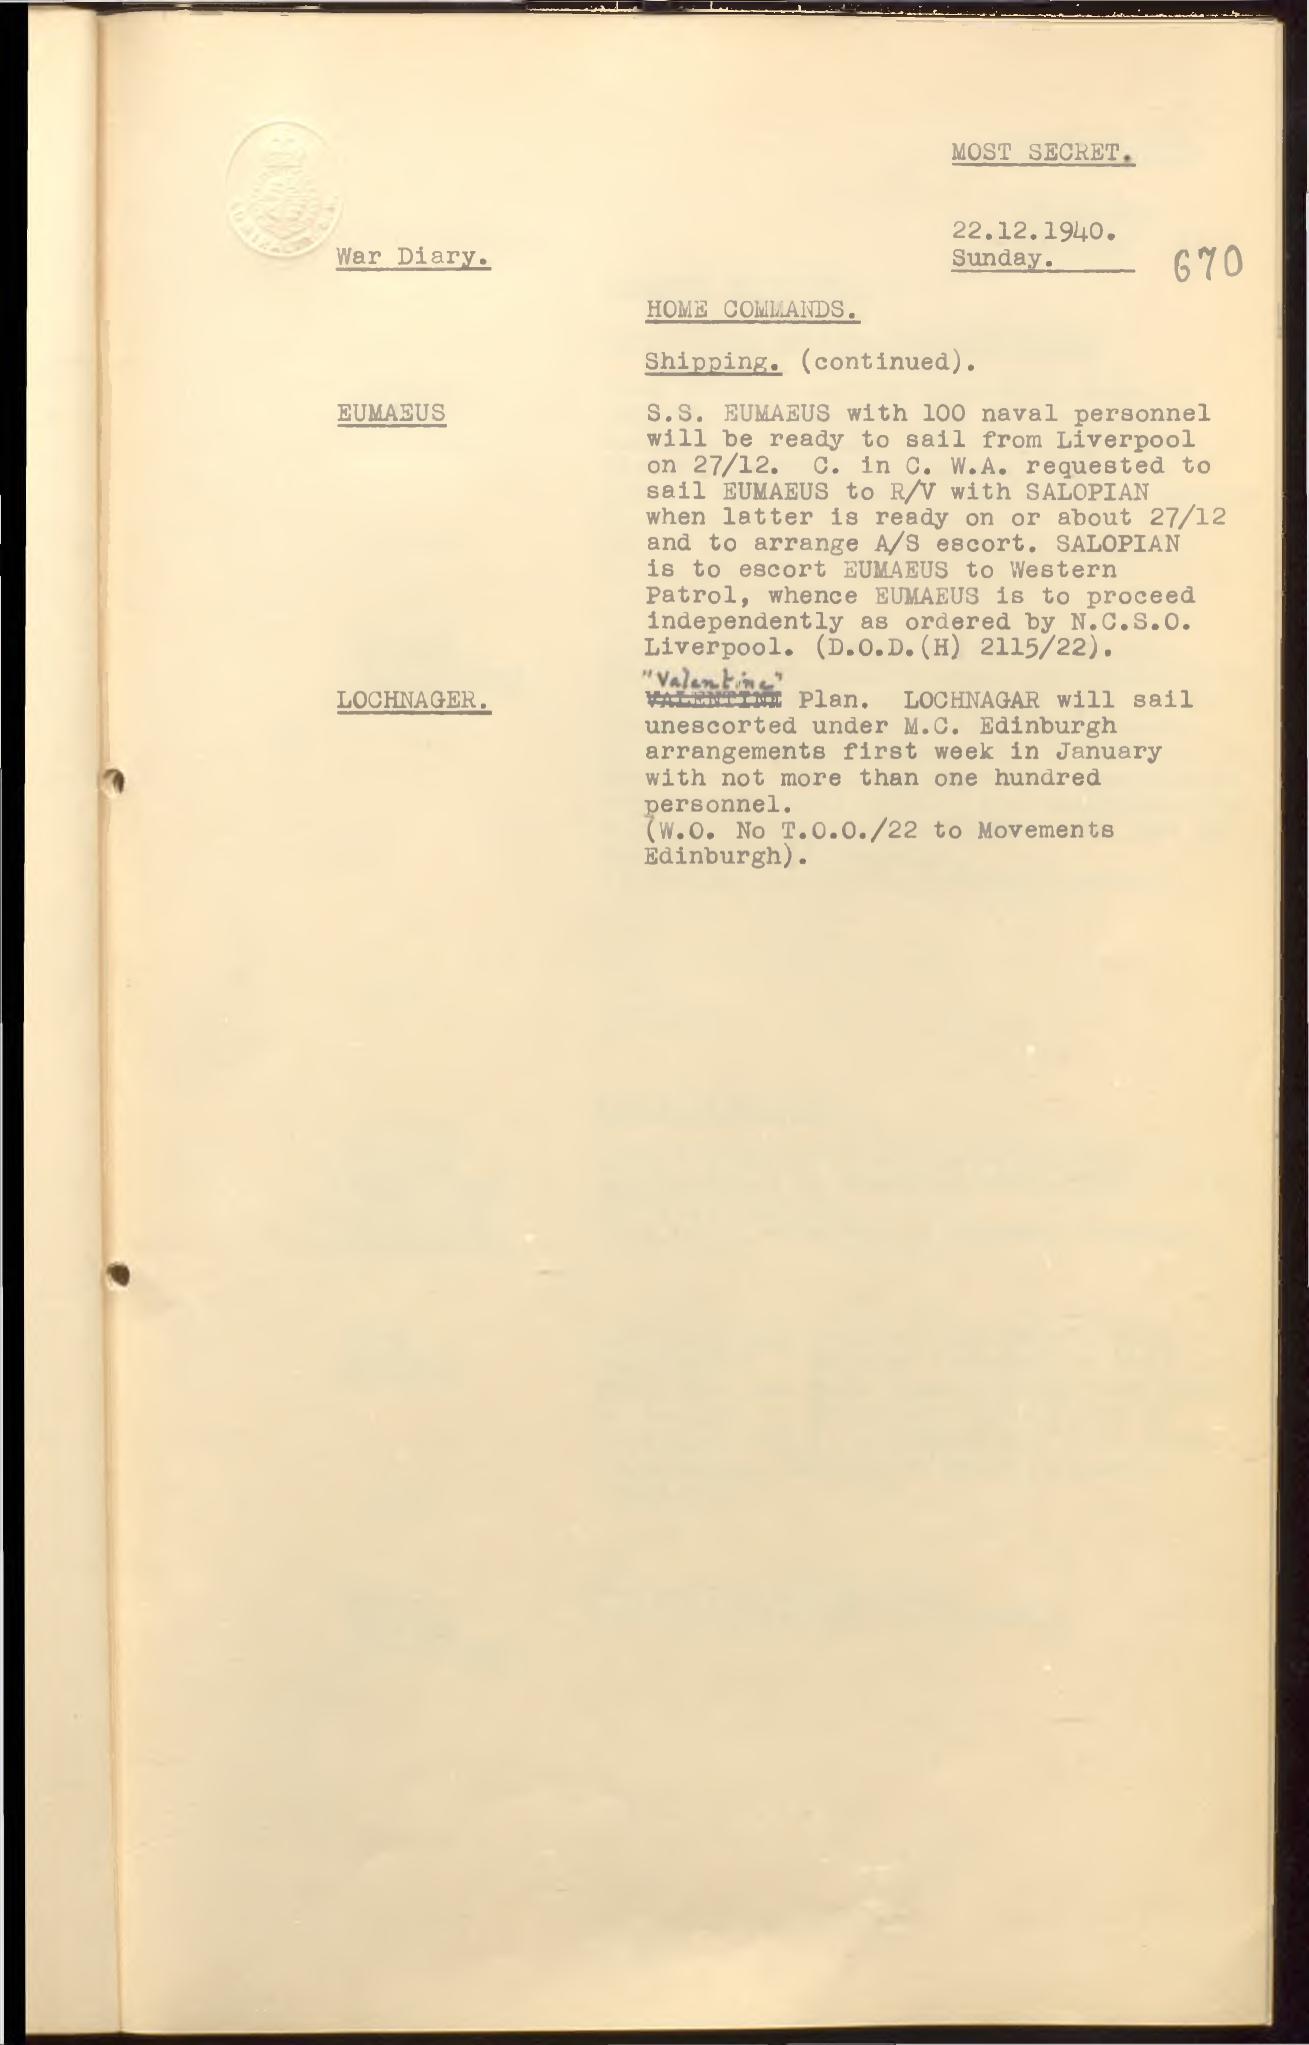 MOST SECRET.
22.12.1940.
War Diary.
Sunday.
670
HOME COMMANDS.
Shipping. (continued).
EUMAEUS
S.S. EUMAEUS with 100 naval personnel
will be ready to sail from Liverpool
on 27/12. C. in C. W.A. requested to
sail EUMAEUS to R/V with SALOPIAN
when latter is ready on or about 27/12
and to arrange A/S escort. SALOPIAN
is to escort EUMAEUS to Western
Patrol, whence EUMAEUS is to proceed
independently as ordered by N.C.S.O.
Liverpool. (D.O.D.(H) 2115/22).
"Valentine"
LOCHNAGER.
VALENTINE Plan. LOCHNAGAR will sail
unescorted under M.C. Edinburgh
arrangements first week in January
with not more than one hundred
personnel.
(W.O. No T.O.O./22 to Movements
Edinburgh).